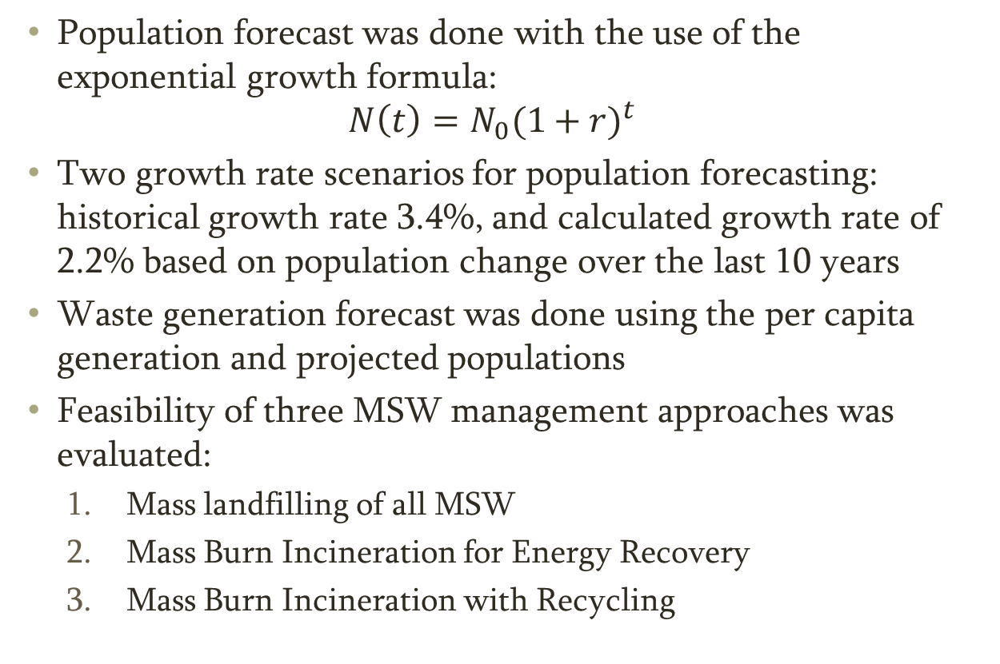 • Population forecast was done with the use of the
exponential growth formula:
N(t) = N₀(1 + r)ᵗ
• Two growth rate scenarios for population forecasting:
historical growth rate 3.4%, and calculated growth rate of
2.2% based on population change over the last 10 years
• Waste generation forecast was done using the per capita
generation and projected populations
• Feasibility of three MSW management approaches was
evaluated:
1. Mass landfilling of all MSW
2. Mass Burn Incineration for Energy Recovery
3. Mass Burn Incineration with Recycling